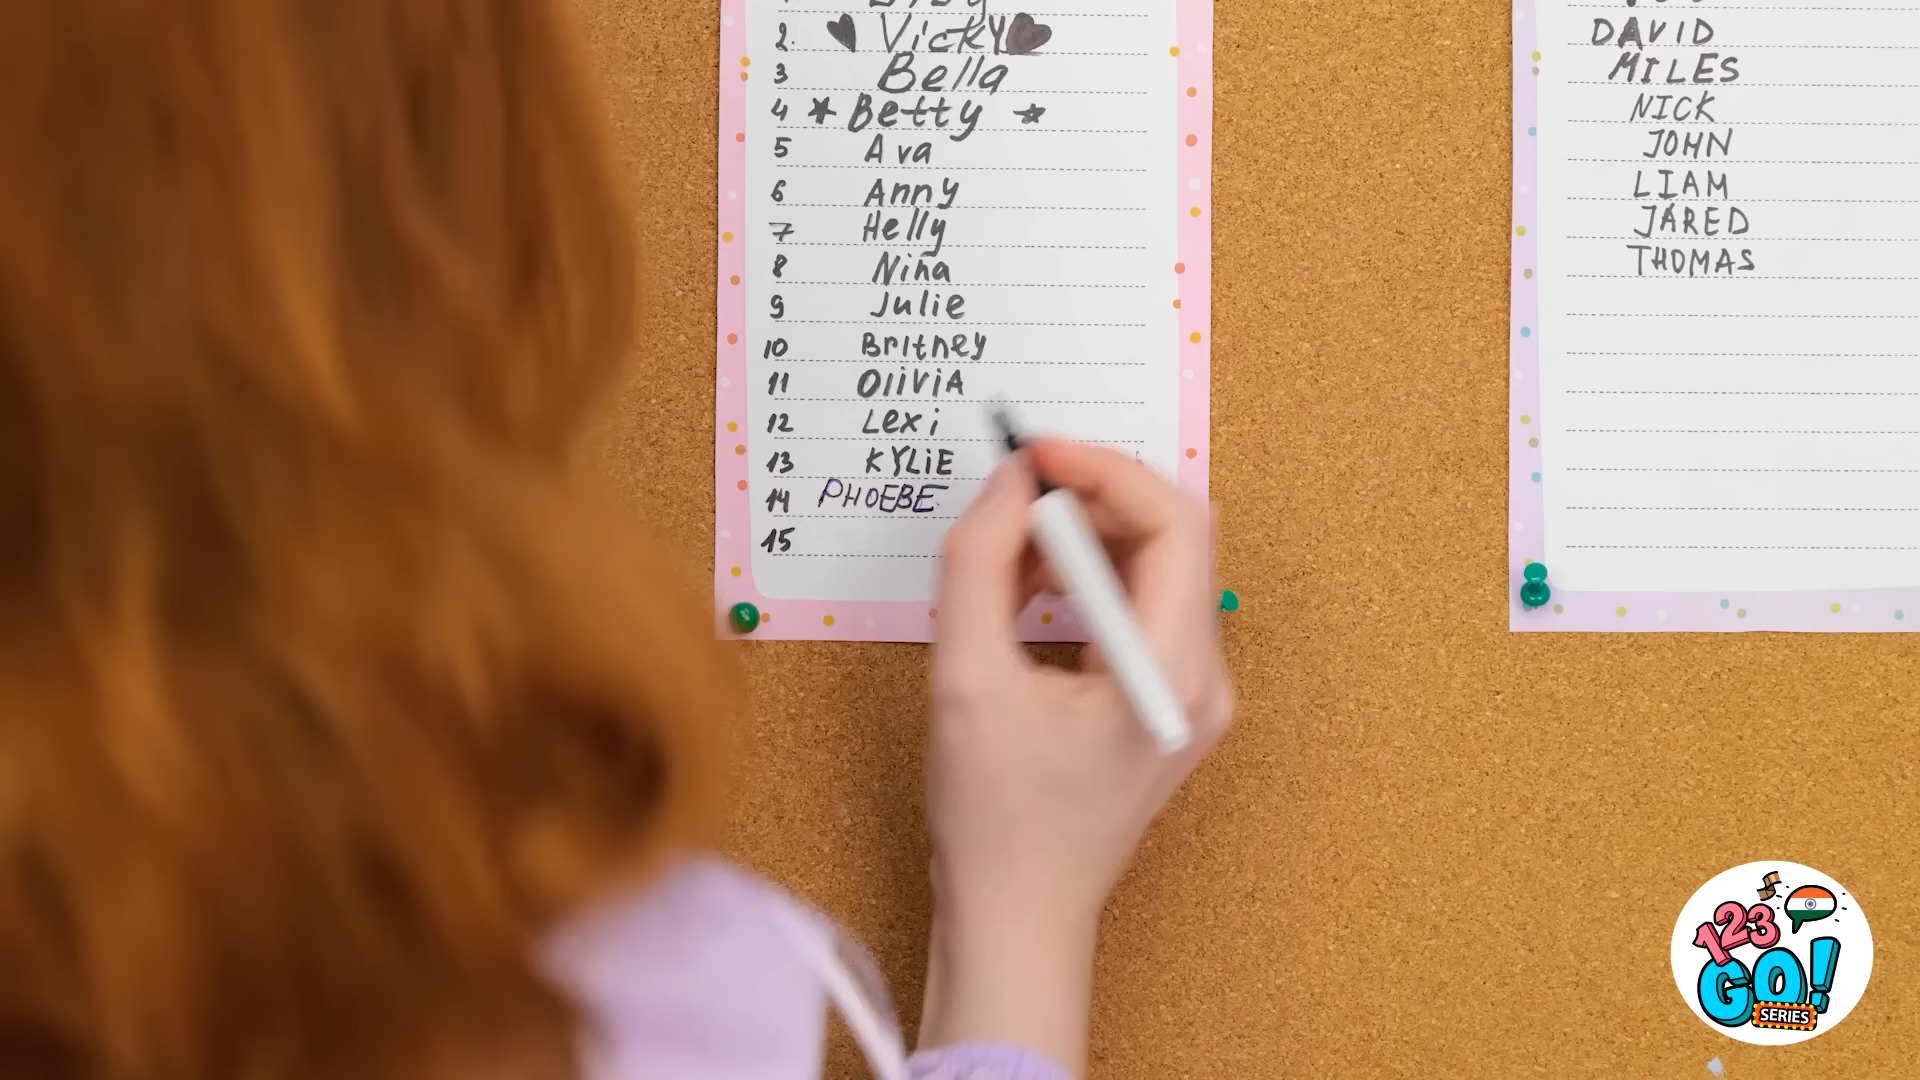 2. Vicky
3 Bella
4 * Betty *
5 Ava
6 Anny
7 Helly
8 Nina
9 Julie
10 Britney
11 OliviA
12 Lexi
13 KYLiE
14 PHOEBE
15
DAVID
MILES
NICK
JOHN
LIAM
JARED
THOMAS
123
GO!
SERIES